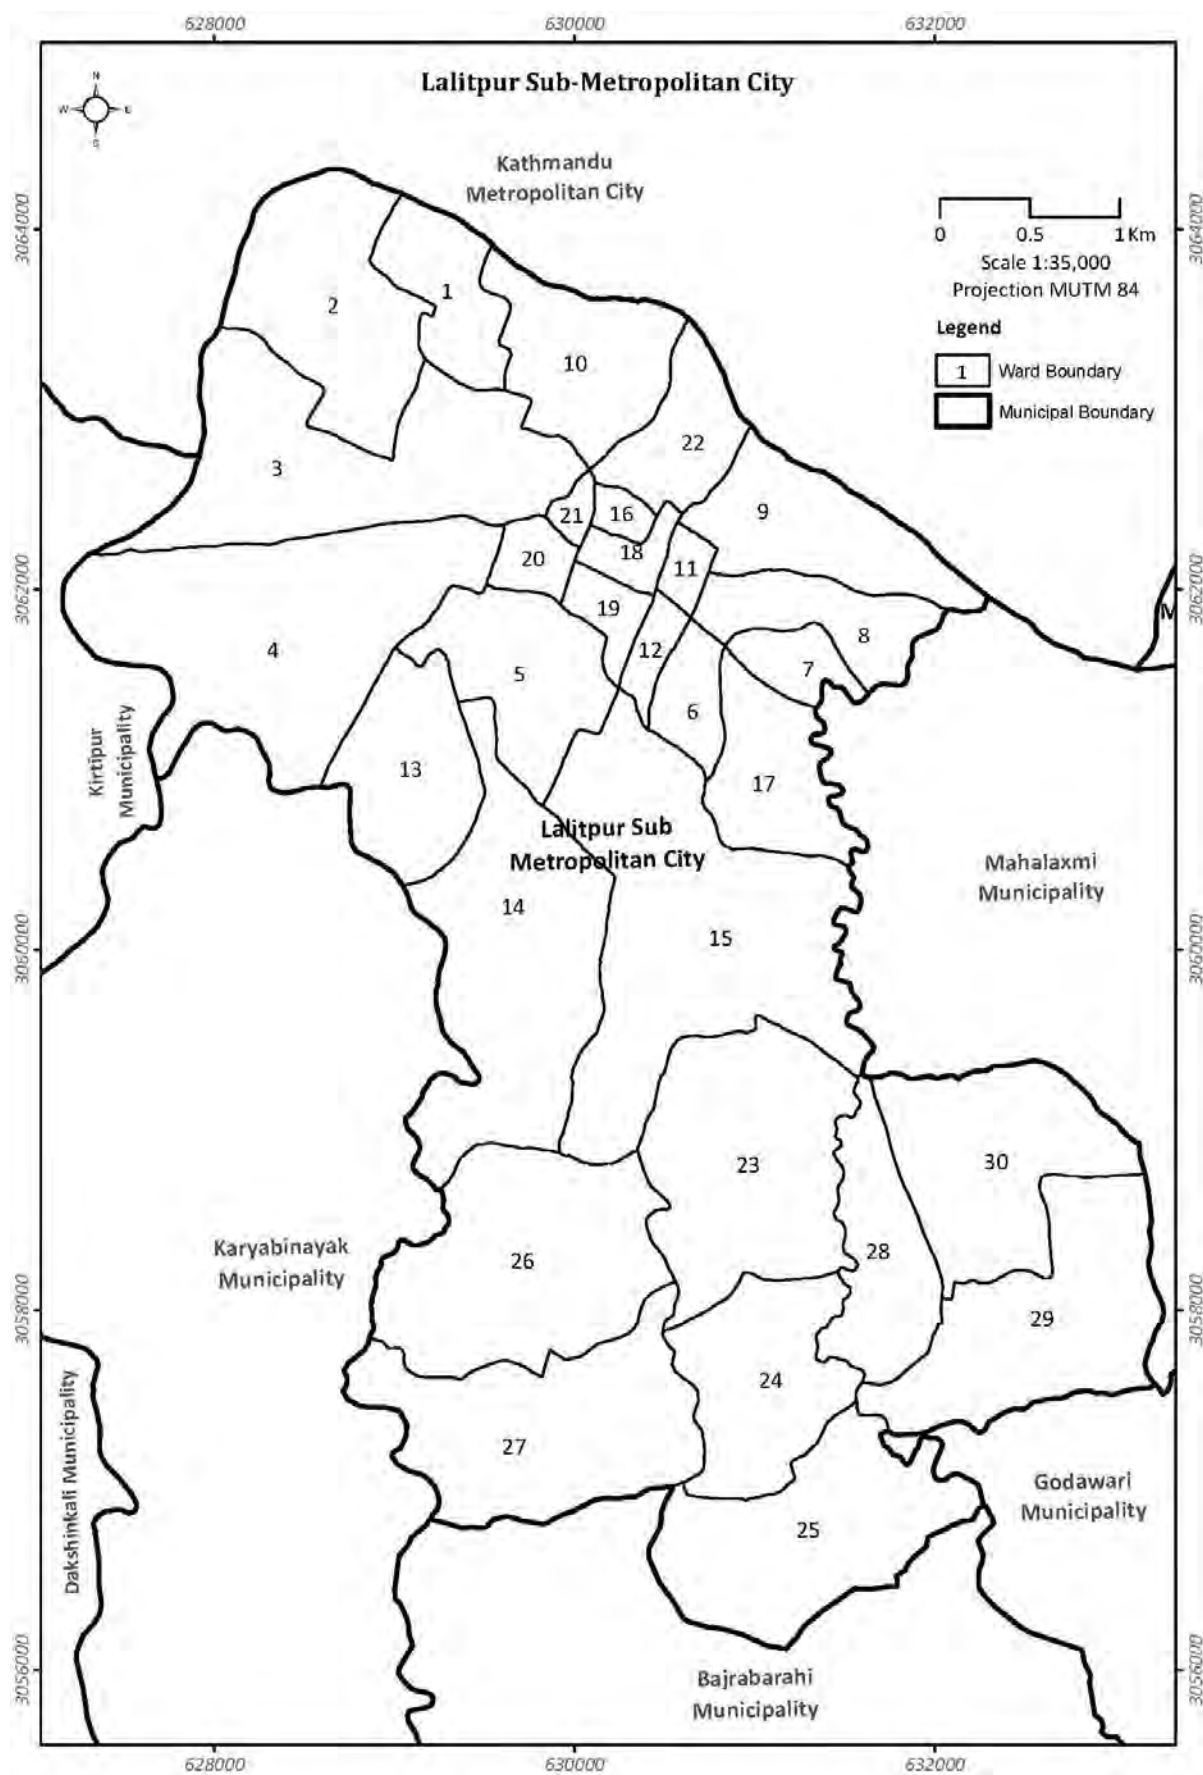 628000
630000
632000
Lalitpur Sub-Metropolitan City
N
W
E
S
Kathmandu
Metropolitan City
3064000
3064000
0
0.5
1Km
Scale 1:35,000
Projection MUTM 84
Legend
1
Ward Boundary
Municipal Boundary
2
1
10
22
3
9
21
16
18
20
11
3062000
3062000
M
19
8
4
12
5
7
6
Kirtipur
Municipality
13
17
Lalitpur Sub
Metropolitan City
Mahalaxmi
Municipality
14
15
3060000
3060000
23
30
Karyabinayak
Municipality
26
28
3058000
3058000
29
24
27
Dakshinkali Municipality
Godawari
Municipality
25
3056000
3056000
Bajrabarahi
Municipality
628000
630000
632000